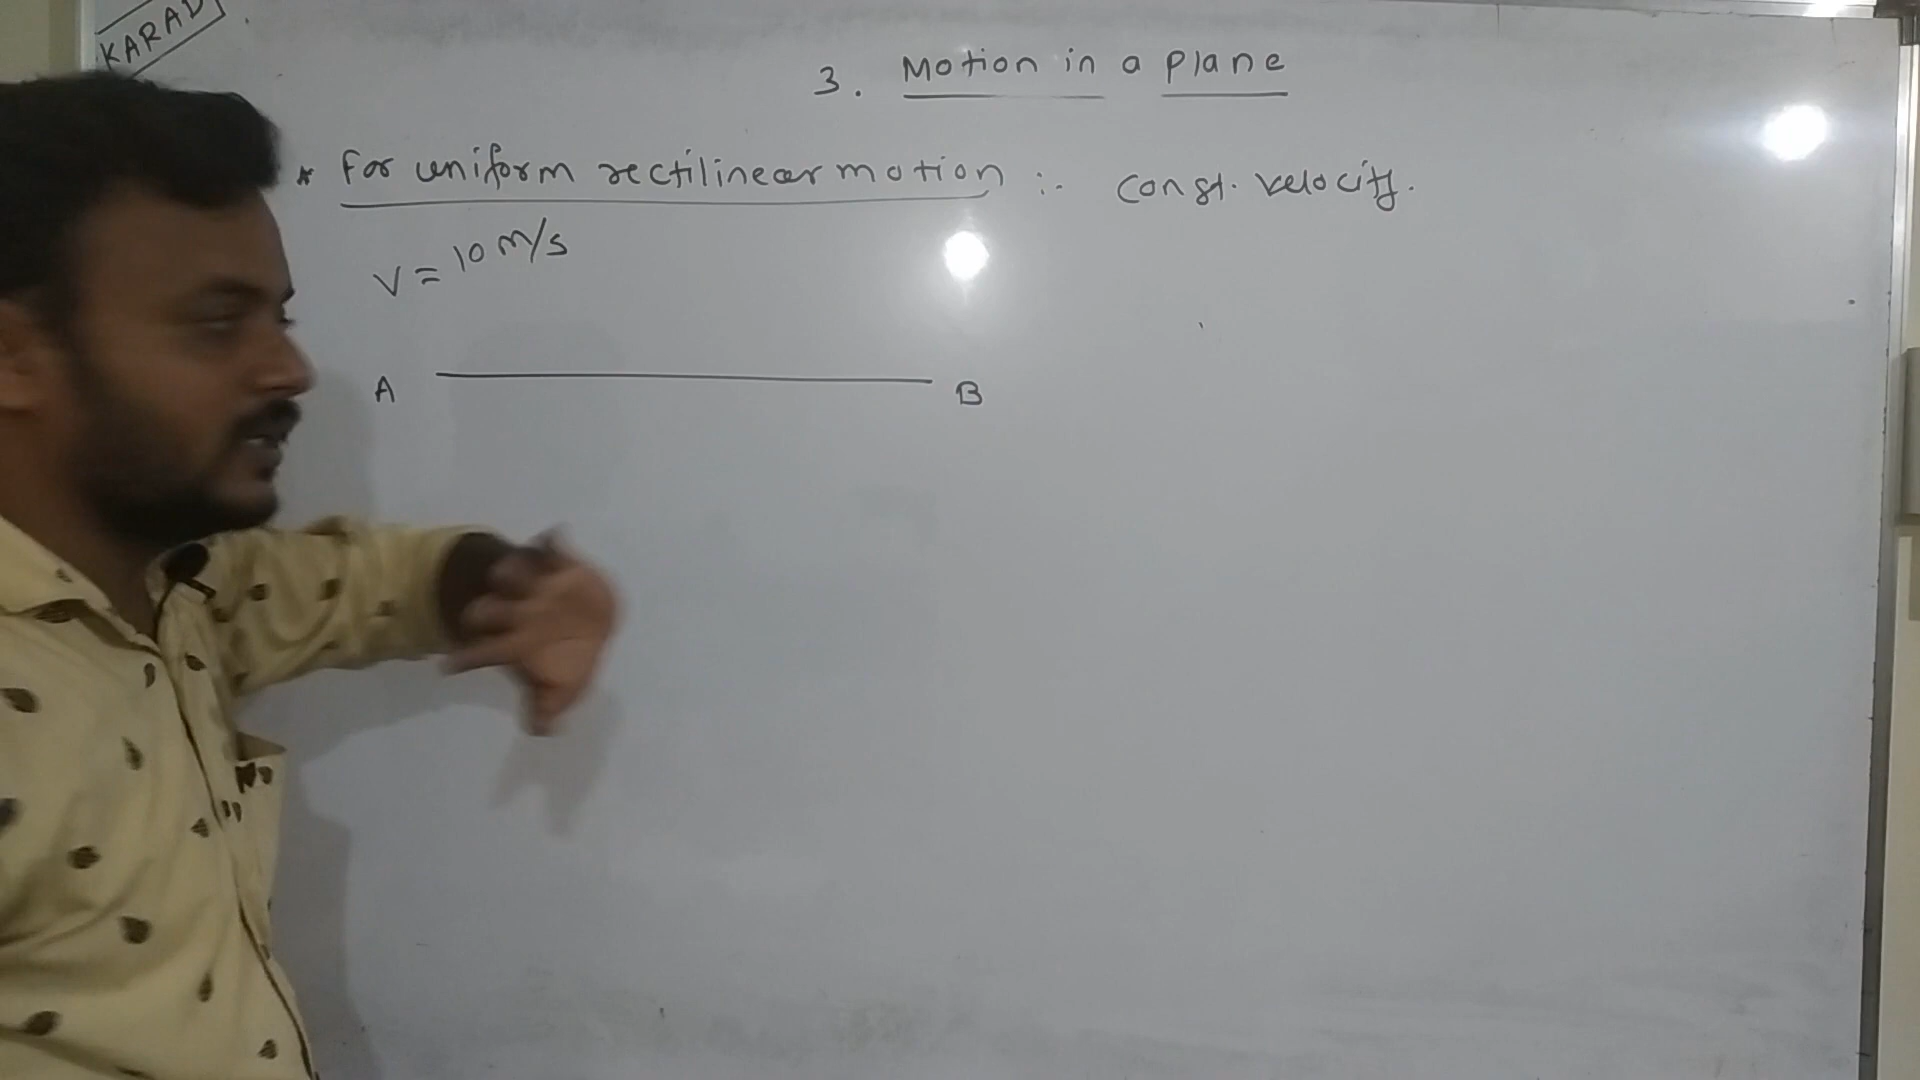 KARAD
3. Motion in a Plane
* For uniform rectilinear motion :- const. velocity.
V = 10 m/s
A B